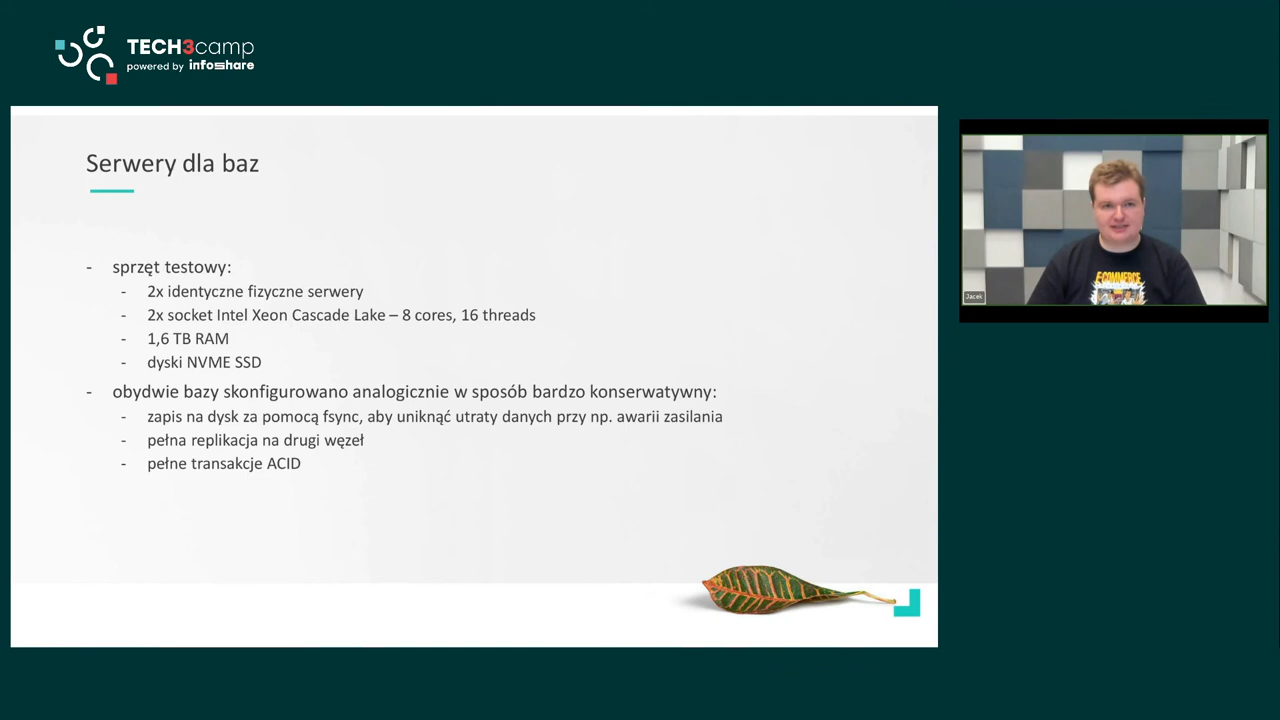 TECH3camp
powered by infoshare
Serwery dla baz
- sprzęt testowy:
- 2x identyczne fizyczne serwery
- 2x socket Intel Xeon Cascade Lake – 8 cores, 16 threads
- 1,6 TB RAM
- dyski NVME SSD
- obydwie bazy skonfigurowano analogicznie w sposób bardzo konserwatywny:
- zapis na dysk za pomocą fsync, aby uniknąć utraty danych przy np. awarii zasilania
- pełna replikacja na drugi węzeł
- pełne transakcje ACID
E-COMMERCE
Jacek